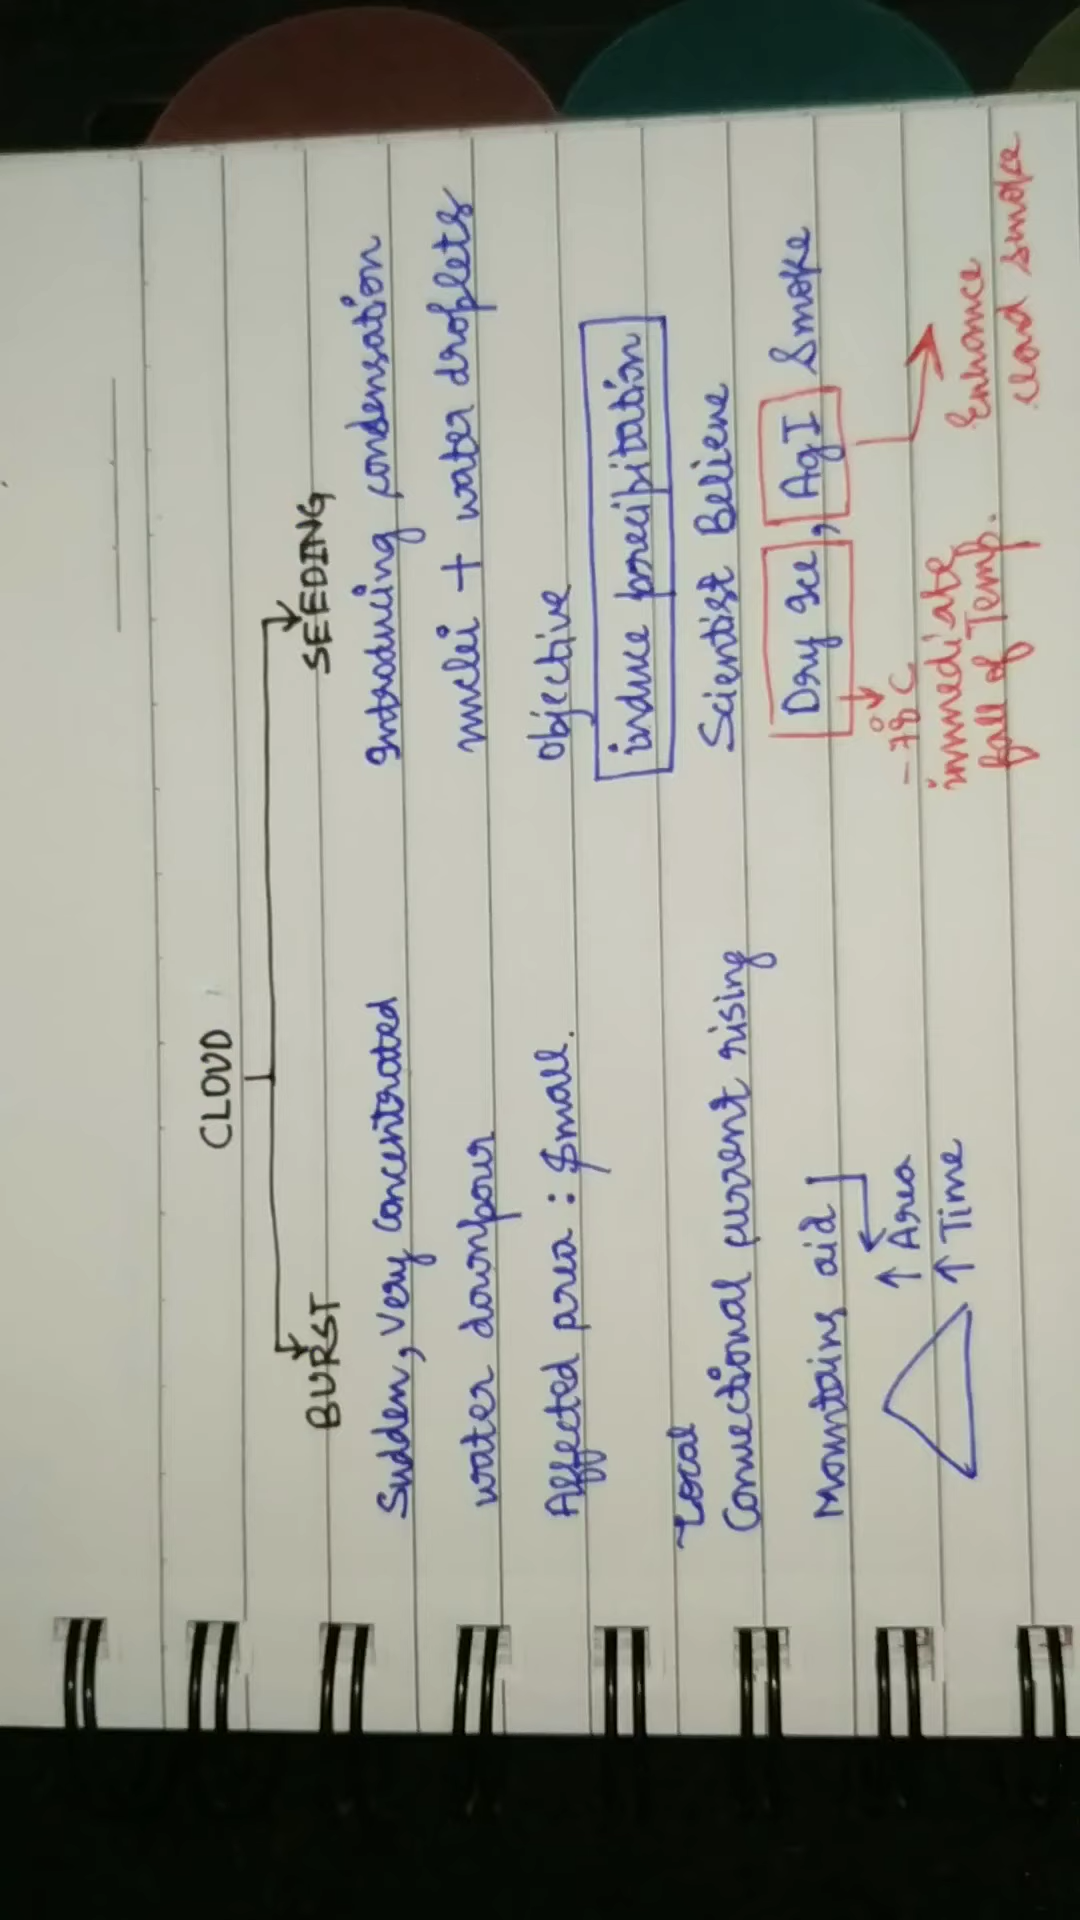 CLOUD
BURST
Sudden, Very Concentrated
water downpour
Affected area : Small.
Local
Convectional current rising
Mountains aid
↑ Area
↑ Time
SEEDING
Introducing condensation
nuclei + water droplets
Objective
induce precipitation
Scientist Believe
Dry Ice, AgI Smoke
-78°C
immediate
fall of Temp.
Enhance
cloud smoke